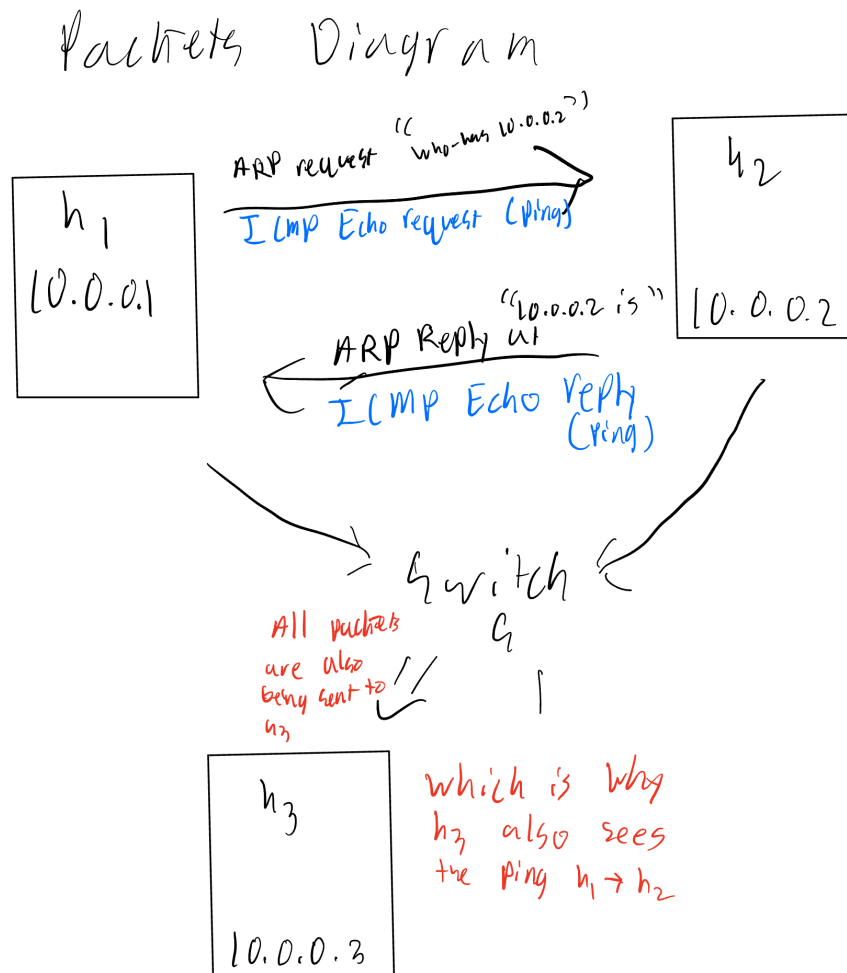 Packets Diagram
ARP request "who-has 10.0.0.2"
ICMP Echo request (ping)
h1
10.0.0.1
h2
10.0.0.2
"10.0.0.2 is"
ARP Reply at
ICMP Echo reply
(ping)
Switch
S
All packets
are also
being sent to
h3
h3
10.0.0.3
which is why
h3 also sees
the ping h1 → h2